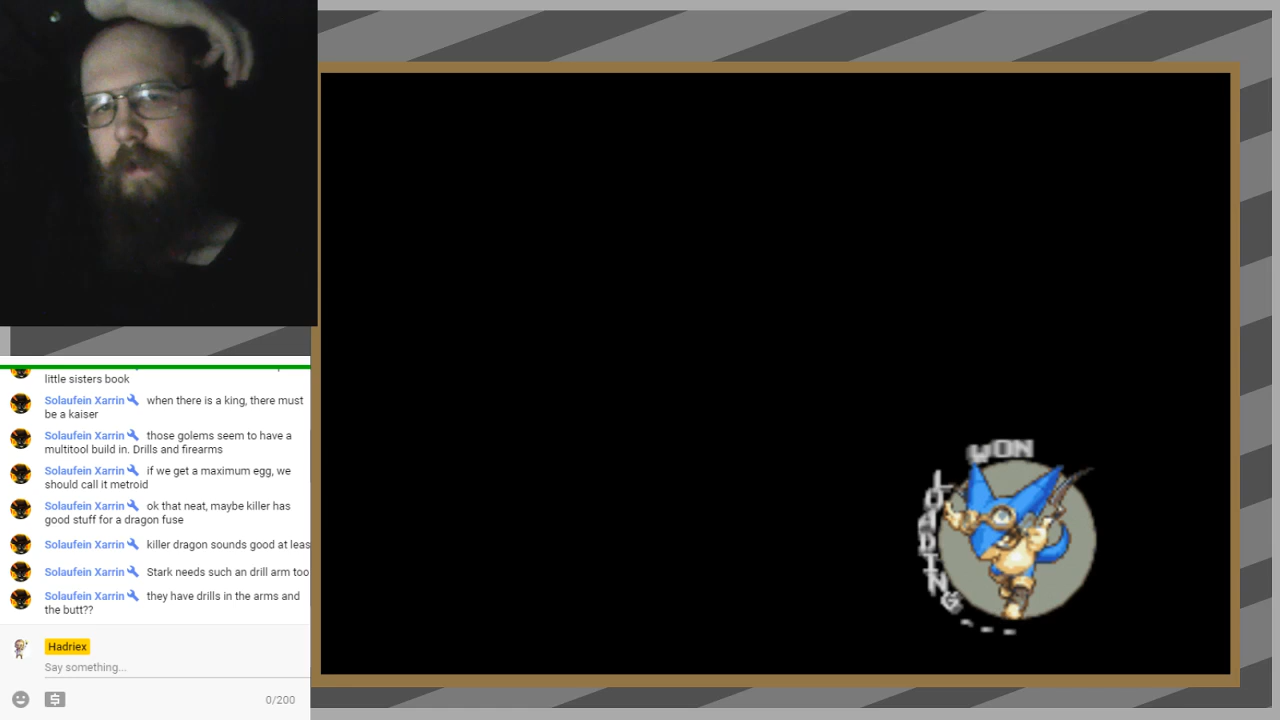 little sisters book
Solaufein Xarrin when there is a king, there must
be a kaiser
Solaufein Xarrin those golems seem to have a
multitool build in. Drills and firearms
Solaufein Xarrin if we get a maximum egg, we
should call it metroid
Solaufein Xarrin ok that neat, maybe killer has
good stuff for a dragon fuse
Solaufein Xarrin killer dragon sounds good at leas
Solaufein Xarrin Stark needs such an drill arm too
Solaufein Xarrin they have drills in the arms and
the butt??
Hadriex
Say something...
0/200
LOADING...